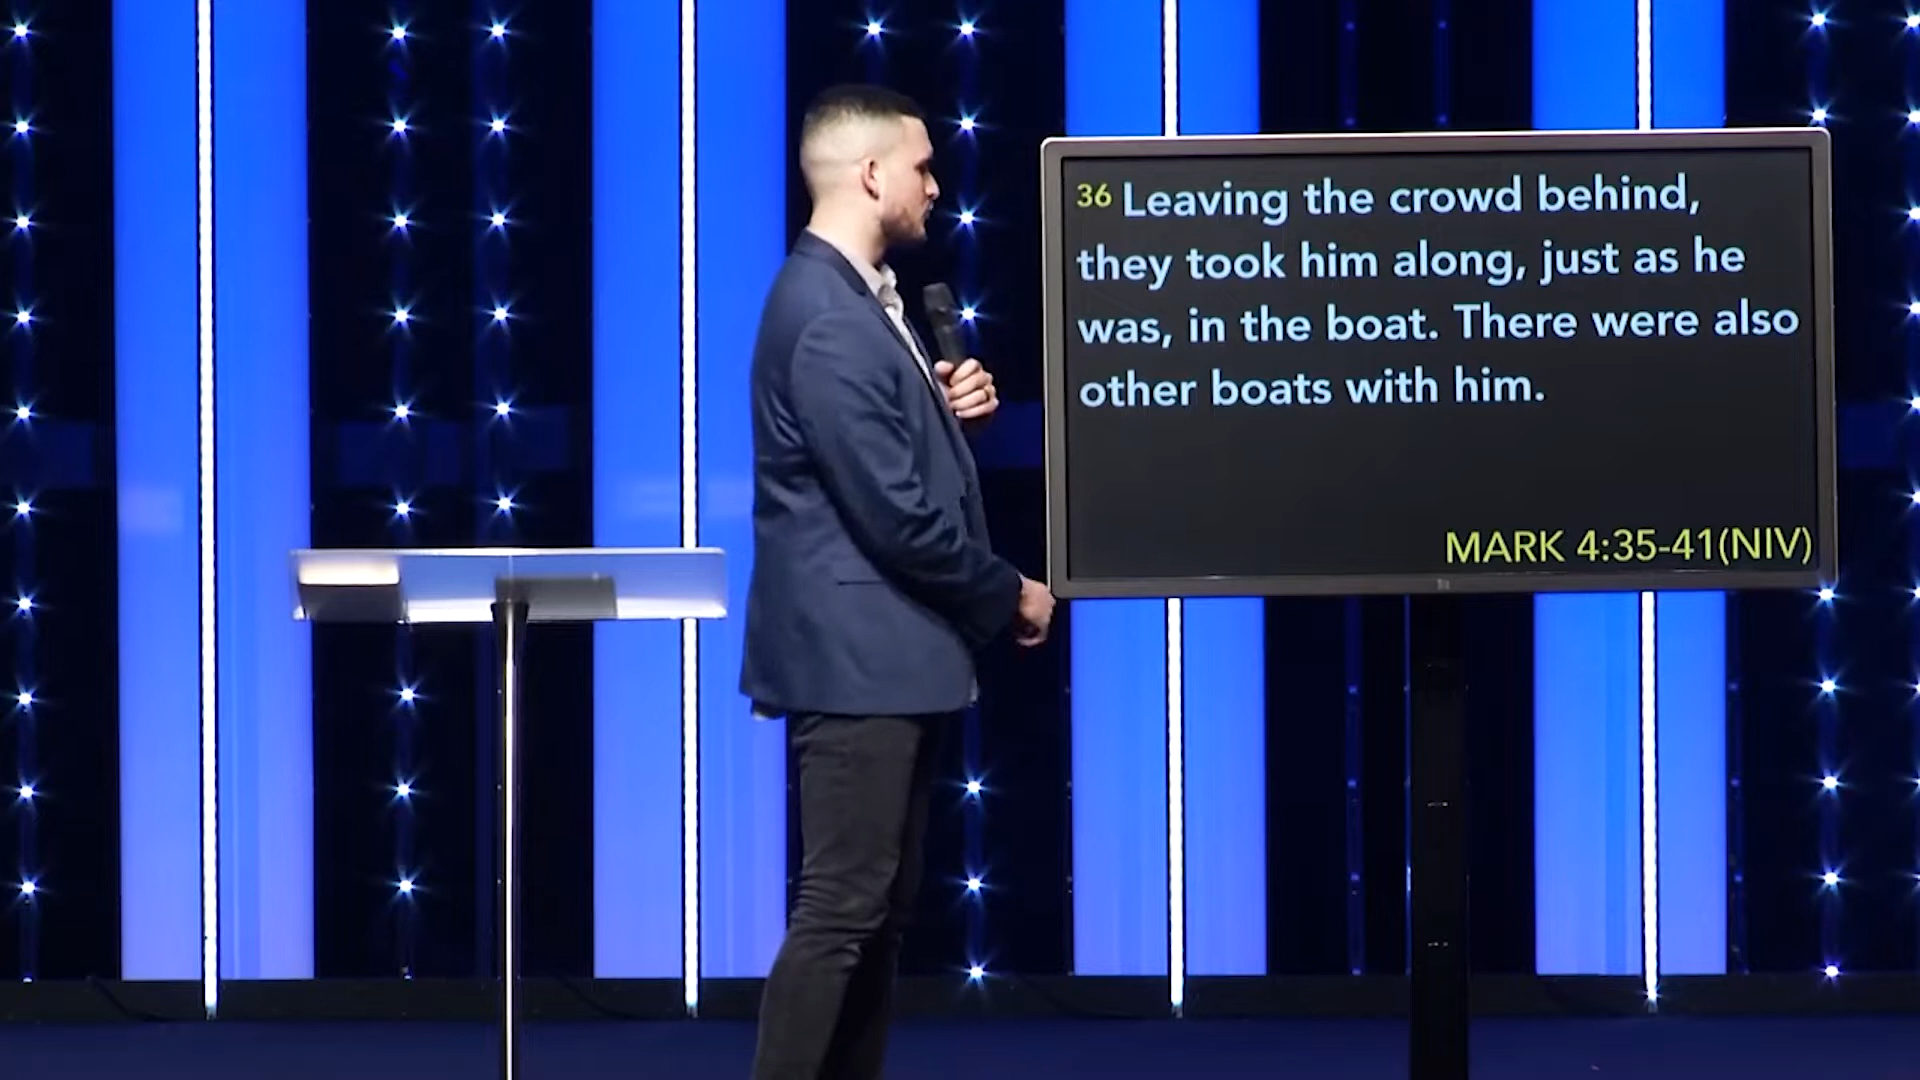 36 Leaving the crowd behind,
they took him along, just as he
was, in the boat. There were also
other boats with him.
MARK 4:35-41(NIV)